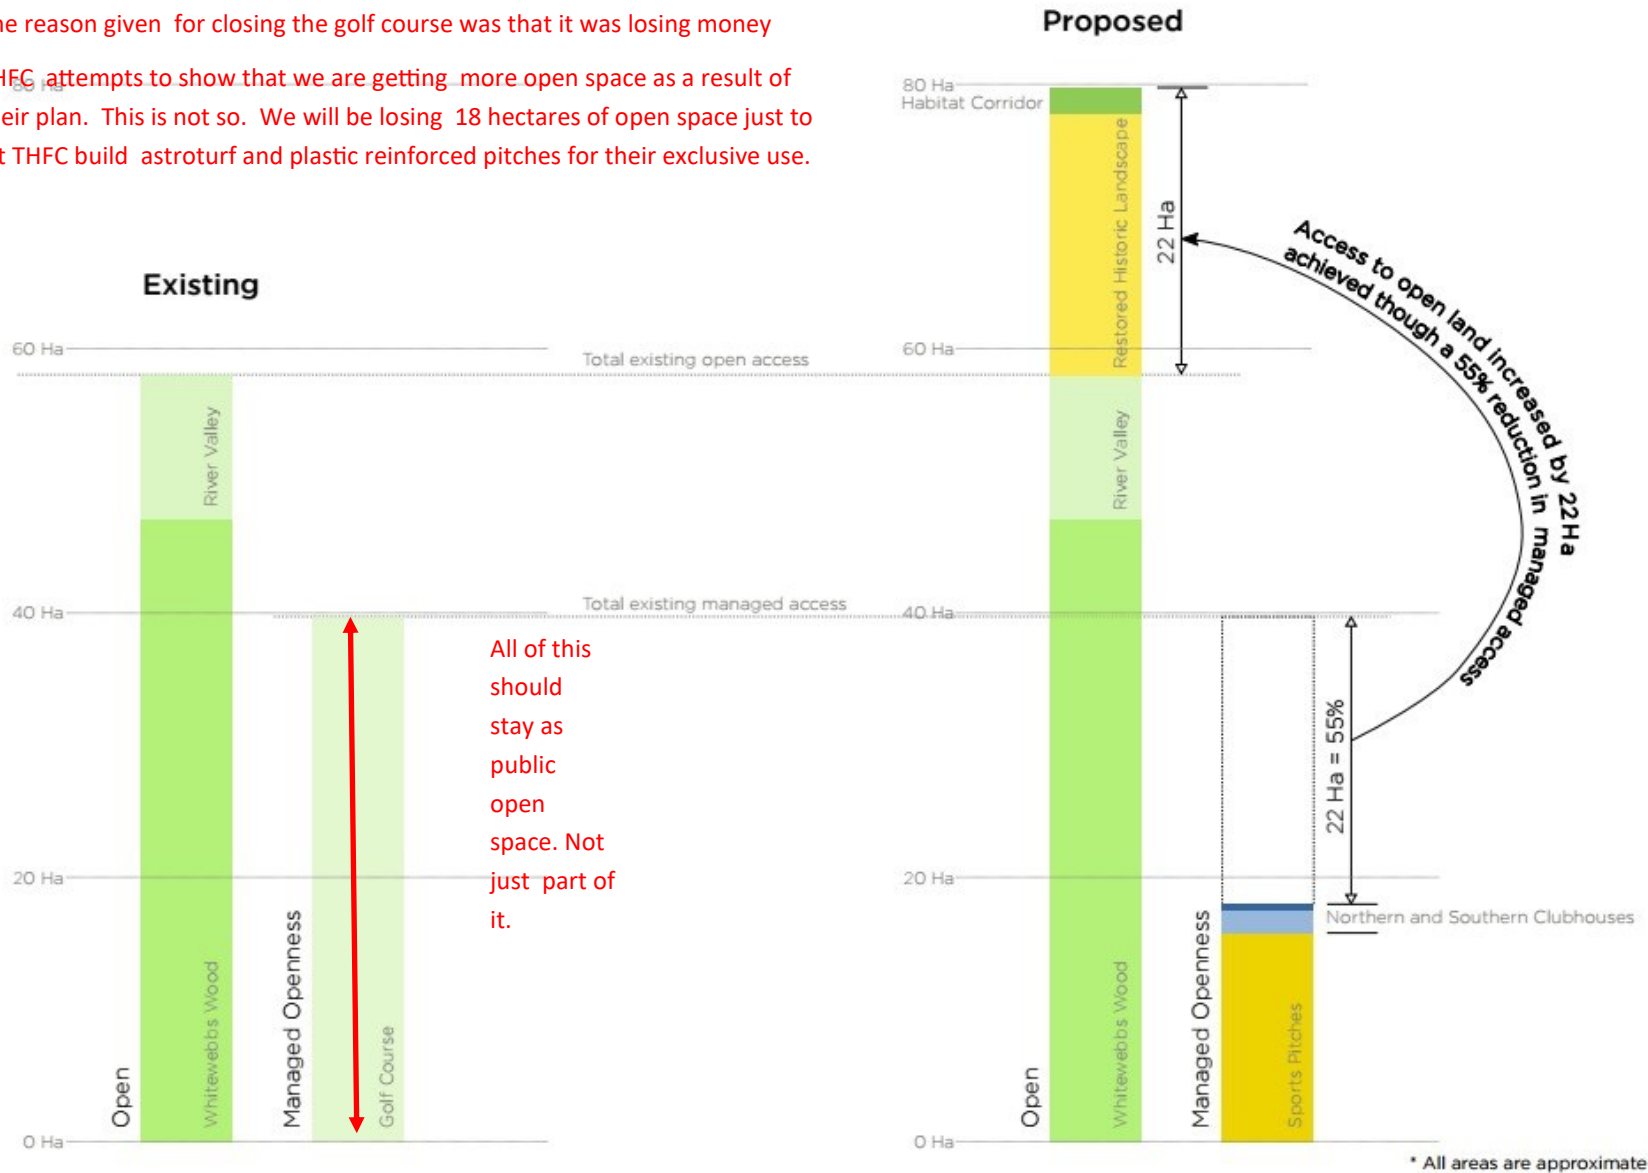 he reason given for closing the golf course was that it was losing money
HFC attempts to show that we are getting more open space as a result of
eir plan. This is not so. We will be losing 18 hectares of open space just to
t THFC build astroturf and plastic reinforced pitches for their exclusive use.
80 Ha
Existing
60 Ha
Total existing open access
River Valley
40 Ha
Total existing managed access
All of this
should
stay as
public
open
space. Not
just part of
it.
20 Ha
Open
Whitewebbs Wood
Managed Openness
Golf Course
0 Ha
Proposed
80 Ha
Habitat Corridor
Restored Historic Landscape
22 Ha
Access to open land increased by 22Ha
achieved though a 55% reduction in managed access
60 Ha
River Valley
40 Ha
22 Ha = 55%
20 Ha
Northern and Southern Clubhouses
Open
Whitewebbs Wood
Managed Openness
Sports Pitches
0 Ha
* All areas are approximate